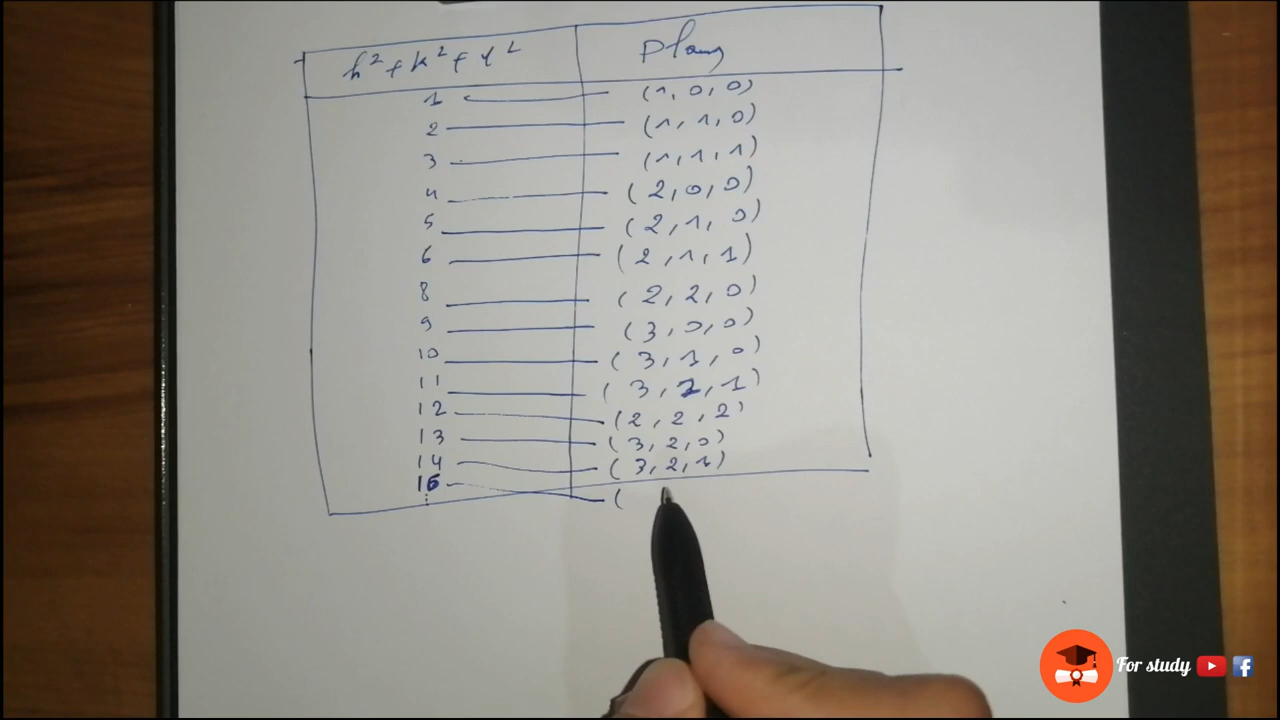 h² + k² + l² Plans
1 (1, 0, 0)
2 (1, 1, 0)
3 (1, 1, 1)
4 (2, 0, 0)
5 (2, 1, 0)
6 (2, 1, 1)
8 (2, 2, 0)
9 (3, 0, 0)
10 (3, 1, 0)
11 (3, 1, 1)
12 (2, 2, 2)
13 (3, 2, 0)
14 (3, 2, 1)
16 (
⋮
For study